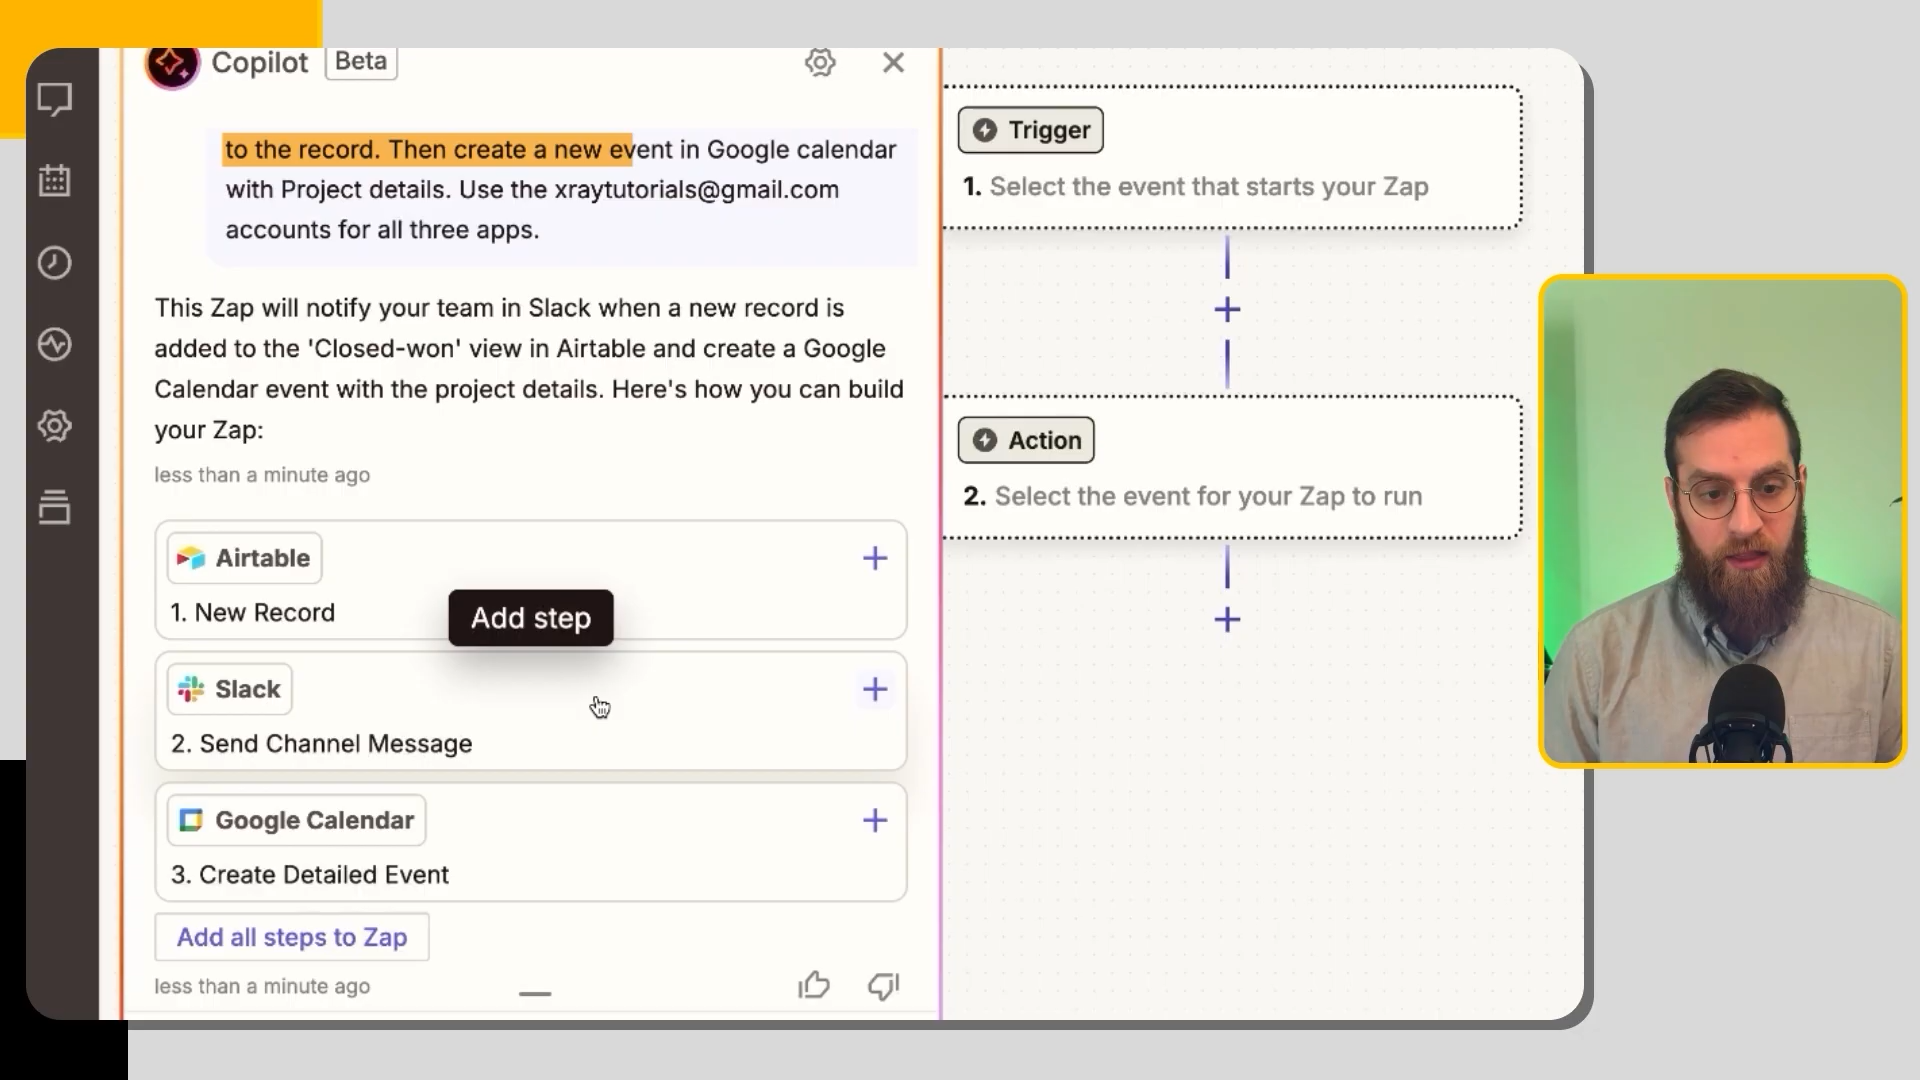 Copilot
Beta
to the record. Then create a new event in Google calendar
with Project details. Use the xraytutorials@gmail.com
accounts for all three apps.
This Zap will notify your team in Slack when a new record is
added to the 'Closed-won' view in Airtable and create a Google
Calendar event with the project details. Here's how you can build
your Zap:
less than a minute ago
Airtable
1. New Record
Add step
Slack
2. Send Channel Message
Google Calendar
3. Create Detailed Event
Add all steps to Zap
less than a minute ago
Trigger
1. Select the event that starts your Zap
Action
2. Select the event for your Zap to run